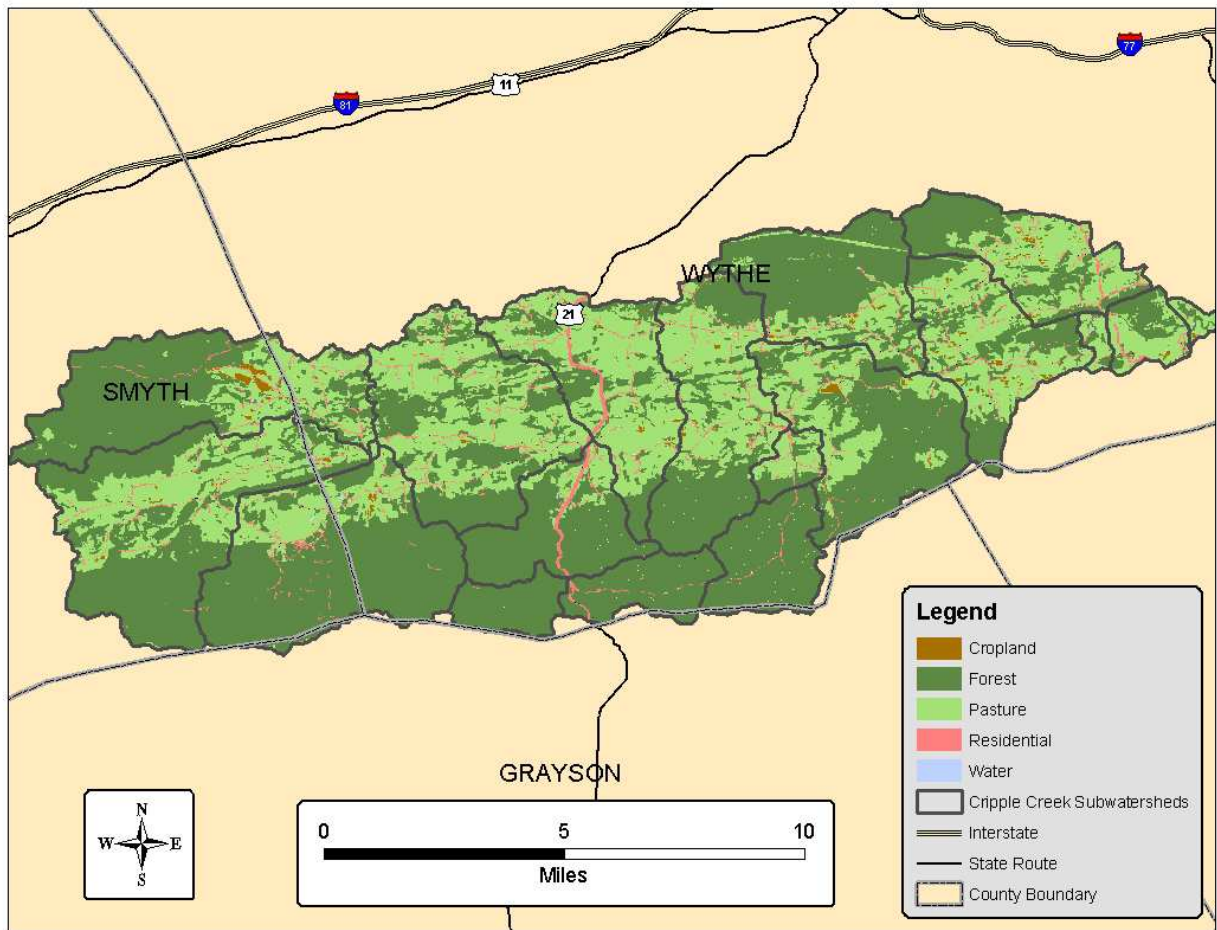 77
11
81
WYTHE
21
SMYTH
Legend
Cropland
Forest
Pasture
Residential
Water
Cripple Creek Subwatersheds
Interstate
State Route
County Boundary
GRAYSON
N
W E
S
0 5 10
Miles